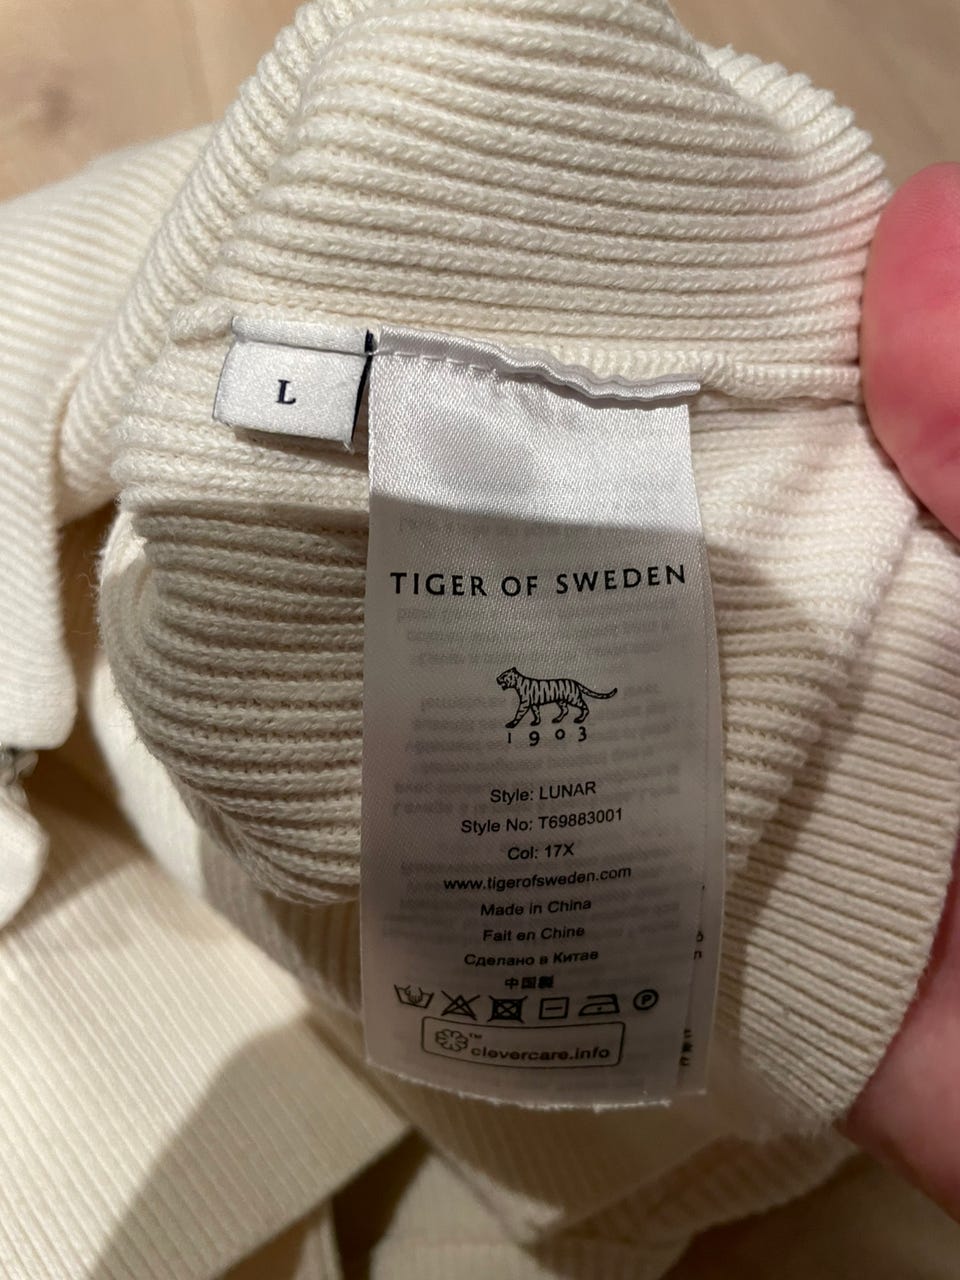 L
TIGER OF SWEDEN
1903
Style: LUNAR
Style No: T69883001
Col: 17X
www.tigerofsweden.com
Made in China
Fait en Chine
Сделано в Китае
中国製
P
™
clevercare.info